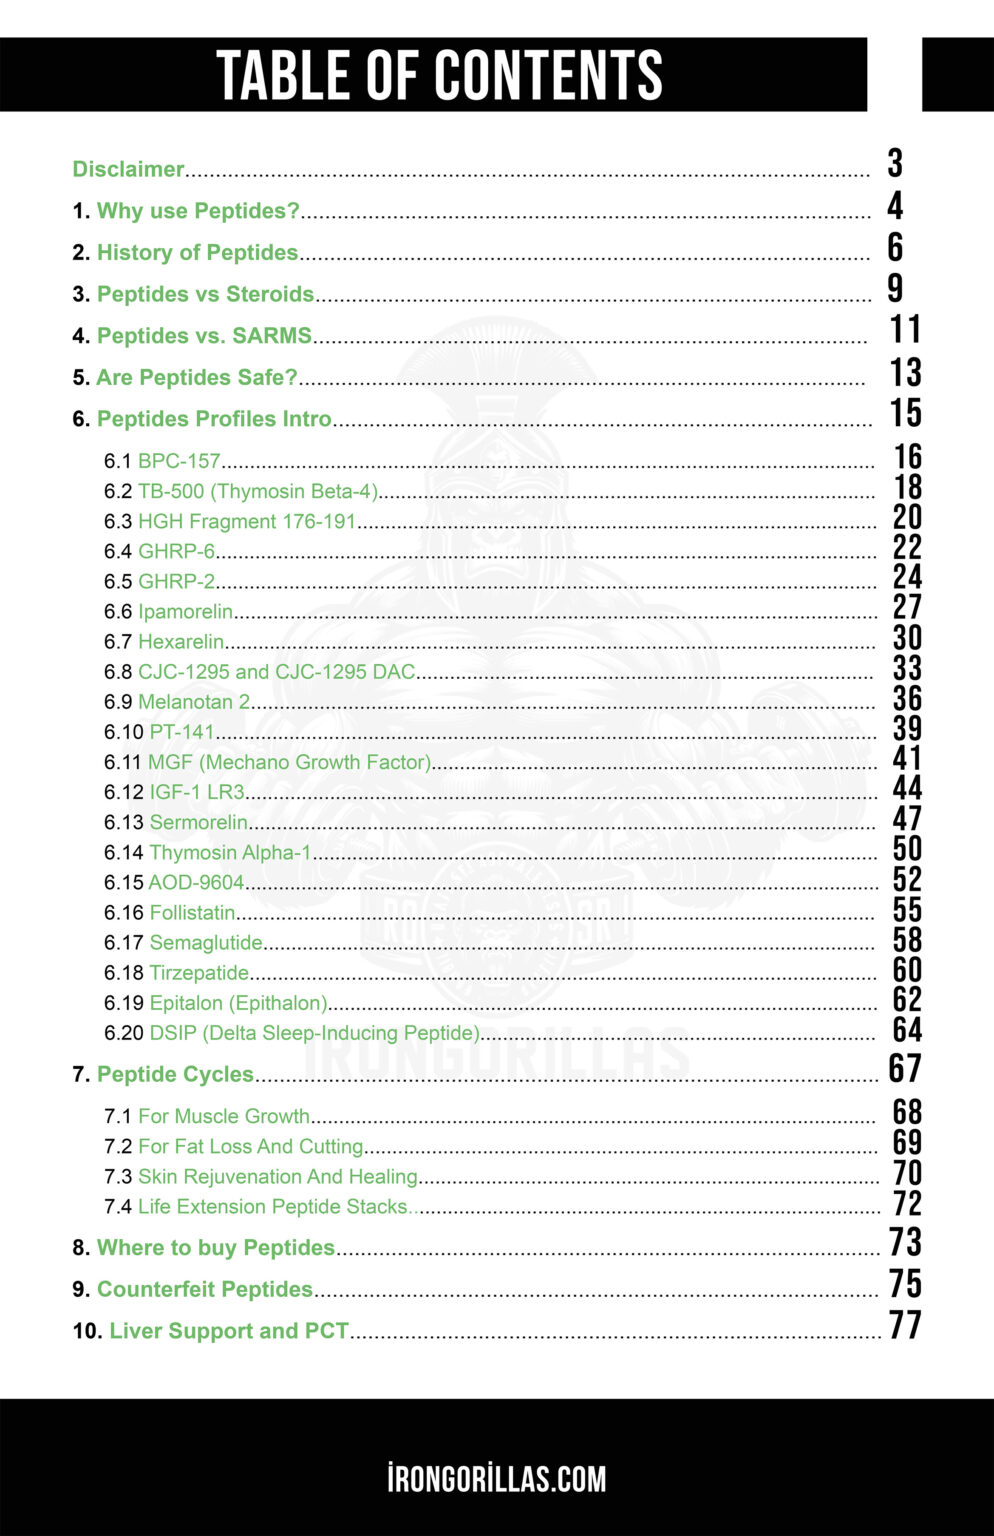 TABLE OF CONTENTS
Disclaimer................................................................................................................ 3
1. Why use Peptides?............................................................................................. 4
2. History of Peptides............................................................................................. 6
3. Peptides vs Steroids........................................................................................... 9
4. Peptides vs. SARMS........................................................................................... 11
5. Are Peptides Safe?............................................................................................. 13
6. Peptides Profiles Intro........................................................................................ 15
6.1 BPC-157............................................................................................................ 16
6.2 TB-500 (Thymosin Beta-4)................................................................................ 18
6.3 HGH Fragment 176-191.................................................................................... 20
6.4 GHRP-6............................................................................................................. 22
6.5 GHRP-2............................................................................................................. 24
6.6 Ipamorelin.......................................................................................................... 27
6.7 Hexarelin........................................................................................................... 30
6.8 CJC-1295 and CJC-1295 DAC.......................................................................... 33
6.9 Melanotan 2....................................................................................................... 36
6.10 PT-141............................................................................................................. 39
6.11 MGF (Mechano Growth Factor)....................................................................... 41
6.12 IGF-1 LR3........................................................................................................ 44
6.13 Sermorelin....................................................................................................... 47
6.14 Thymosin Alpha-1............................................................................................ 50
6.15 AOD-9604........................................................................................................ 52
6.16 Follistatin......................................................................................................... 55
6.17 Semaglutide..................................................................................................... 58
6.18 Tirzepatide....................................................................................................... 60
6.19 Epitalon (Epithalon).......................................................................................... 62
6.20 DSIP (Delta Sleep-Inducing Peptide)............................................................... 64
7. Peptide Cycles.................................................................................................... 67
7.1 For Muscle Growth............................................................................................ 68
7.2 For Fat Loss And Cutting................................................................................... 69
7.3 Skin Rejuvenation And Healing......................................................................... 70
7.4 Life Extension Peptide Stacks........................................................................... 72
8. Where to buy Peptides....................................................................................... 73
9. Counterfeit Peptides........................................................................................... 75
10. Liver Support and PCT..................................................................................... 77
IRONGORILLAS
İRONGORİLLAS.COM